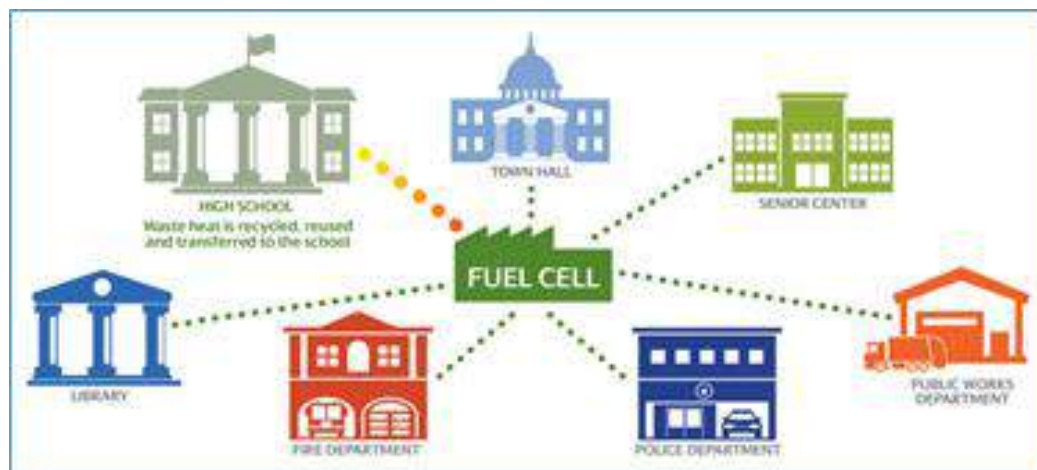 TOWN HALL
HIGH SCHOOL
Waste heat is recycled, reused
and transferred to the school
SENIOR CENTER
FUEL CELL
LIBRARY
FIRE DEPARTMENT
POLICE DEPARTMENT
PUBLIC WORKS
DEPARTMENT